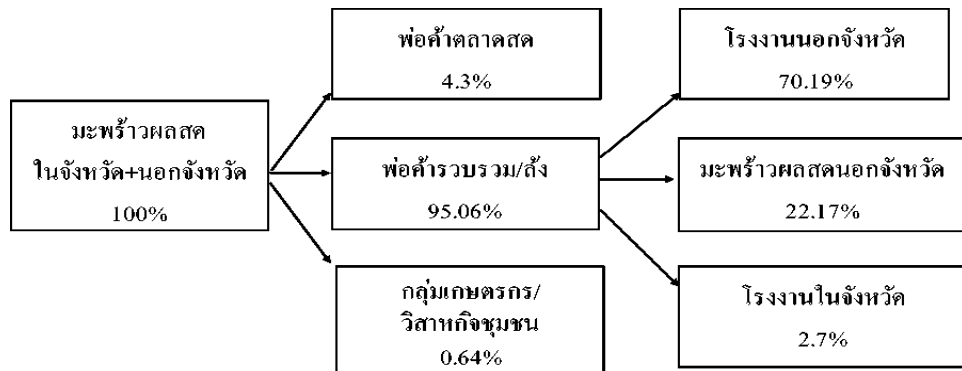 มะพร้าวผลสด
ในจังหวัด+นอกจังหวัด
100%
พ่อค้าตลาดสด
4.3%
พ่อค้ารวบรวม/ล้ง
95.06%
กลุ่มเกษตรกร/
วิสาหกิจชุมชน
0.64%
โรงงานนอกจังหวัด
70.19%
มะพร้าวผลสดนอกจังหวัด
22.17%
โรงงานในจังหวัด
2.7%